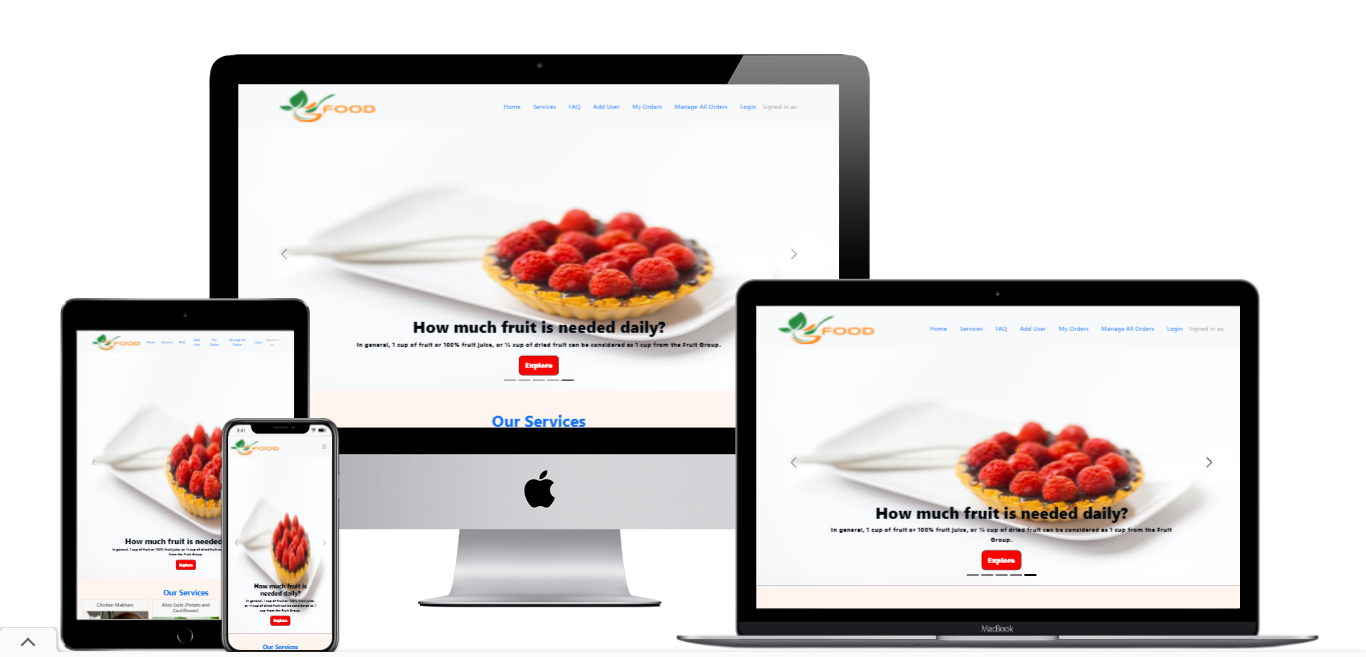 FOOD
Home Services FAQ Add User My Orders Manage All Orders Login Signed in as:
How much fruit is needed daily?
In general, 1 cup of fruit or 100% fruit juice, or ½ cup of dried fruit can be considered as 1 cup from the Fruit Group.
Explore
Our Services
FOOD
Home Services FAQ Add User My Orders Manage All Orders Login Signed in as:
How much fruit is needed daily?
In general, 1 cup of fruit or 100% fruit juice, or ½ cup of dried fruit can be considered as 1 cup from the Fruit
Group.
Explore
MacBook
FOOD
Home Services FAQ Add User My Orders Manage All Orders Login
How much fruit is needed
In general, 1 cup of fruit or 100% fruit juice, or ½ cup of dried fruit
from the Fruit Group.
Explore
Our Services
Chicken Makhani
Aloo Gobi (Potato and
Cauliflower)
9:41
FOOD
How much fruit is
needed daily?
In general, 1 cup of fruit or 100% fruit juice,
or ½ cup of dried fruit can be considered as 1
cup from the Fruit Group.
Explore
Our Services